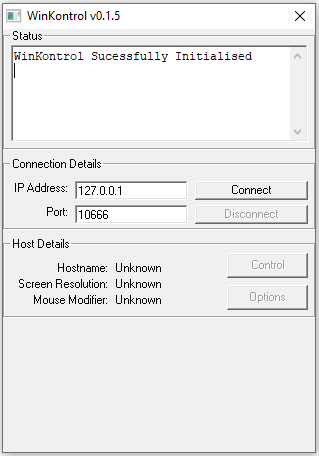 WinKontrol v0.1.5
Status
WinKontrol Sucessfully Initialised
Connection Details
IP Address: 127.0.0.1 Connect
Port: 10666 Disconnect
Host Details
Hostname: Unknown Control
Screen Resolution: Unknown
Mouse Modifier: Unknown Options